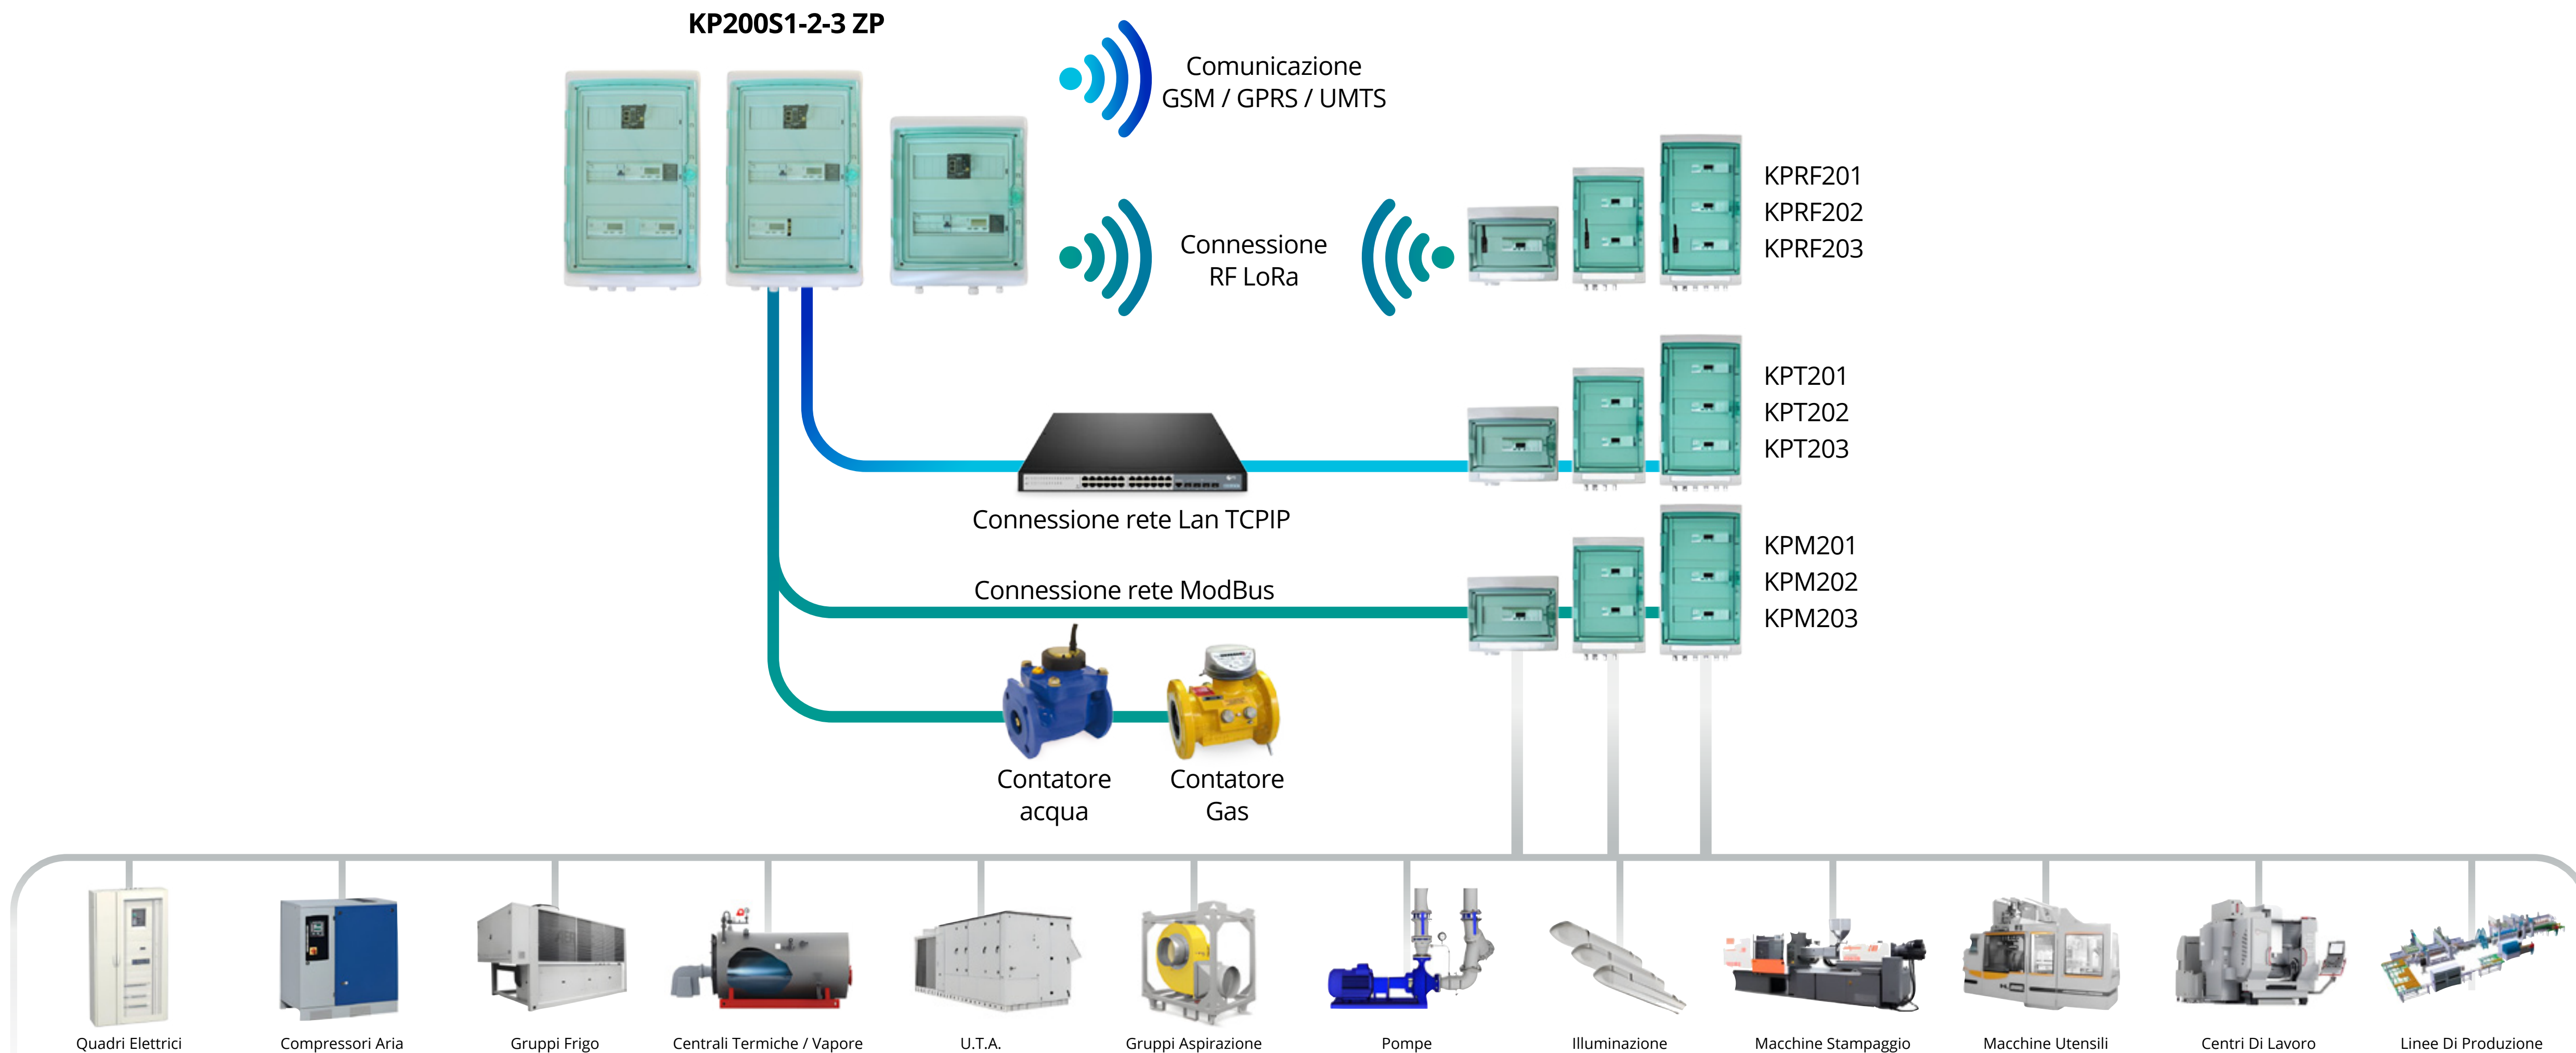 KP200S1-2-3 ZP
Comunicazione
GSM / GPRS / UMTS
Connessione
RF LoRa
KPRF201
KPRF202
KPRF203
KPT201
KPT202
KPT203
Connessione rete Lan TCPIP
Connessione rete ModBus
KPM201
KPM202
KPM203
Contatore
acqua
Contatore
Gas
Quadri Elettrici
Compressori Aria
Gruppi Frigo
Centrali Termiche / Vapore
U.T.A.
Gruppi Aspirazione
Pompe
Illuminazione
Macchine Stampaggio
Macchine Utensili
Centri Di Lavoro
Linee Di Produzione